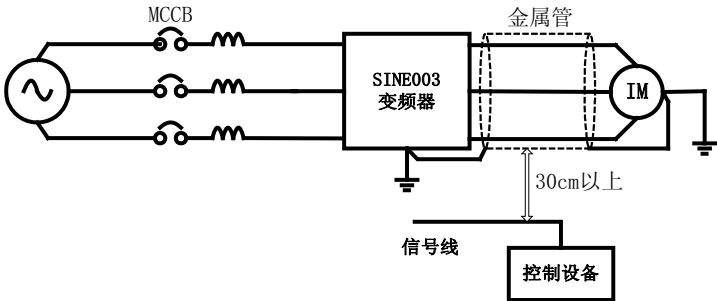 MCCB
金属管
SINE003
变频器
IM
30cm以上
信号线
控制设备